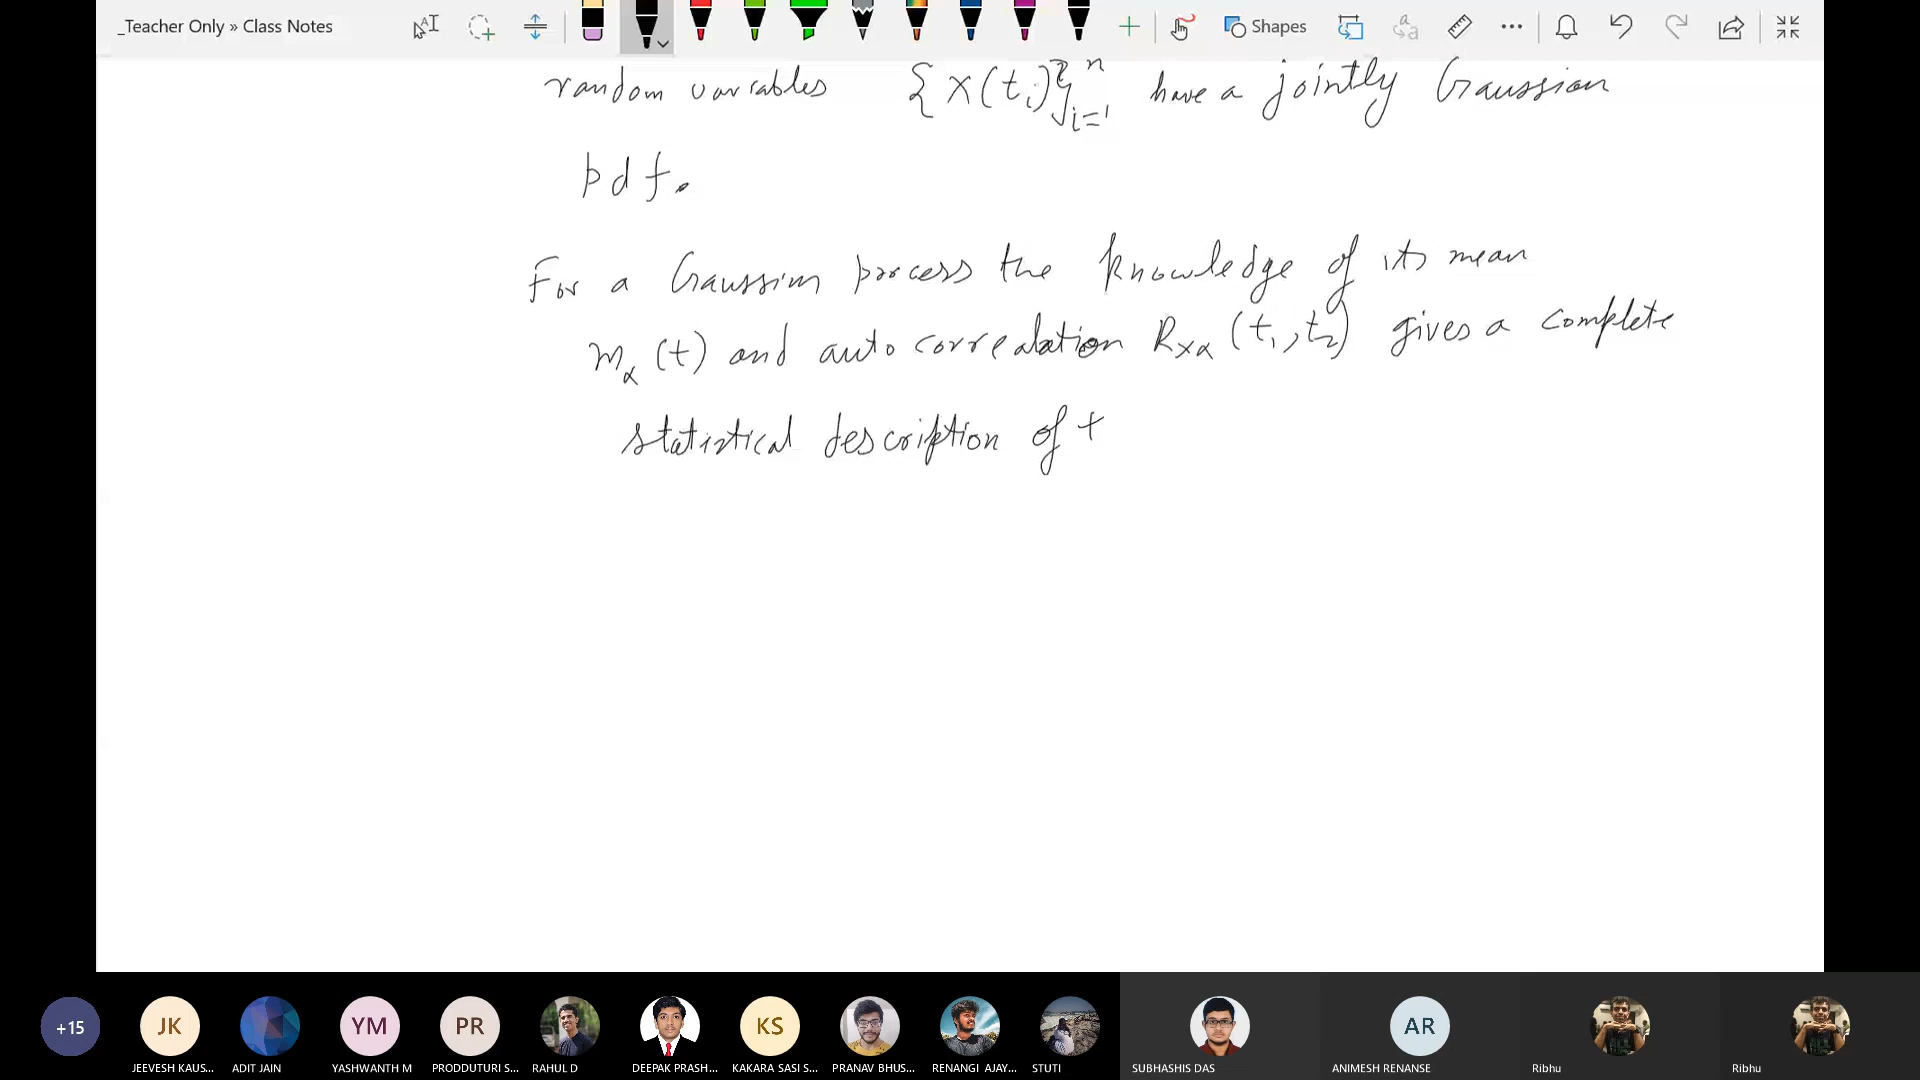 _Teacher Only » Class Notes
Shapes
random variables {X(ti)}ⁿi=1 have a jointly Gaussian
pdf.
For a Gaussian process the knowledge of its mean
mx(t) and auto correalation Rxx(t1,t2) gives a complete
statistical description of t
+15
JK
YM
PR
KS
AR
JEEVESH KAUS...
ADIT JAIN
YASHWANTH M
PRODDUTURI S...
RAHUL D
DEEPAK PRASH...
KAKARA SASI S...
PRANAV BHUS...
RENANGI AJAY...
STUTI
SUBHASHIS DAS
ANIMESH RENANSE
Ribhu
Ribhu